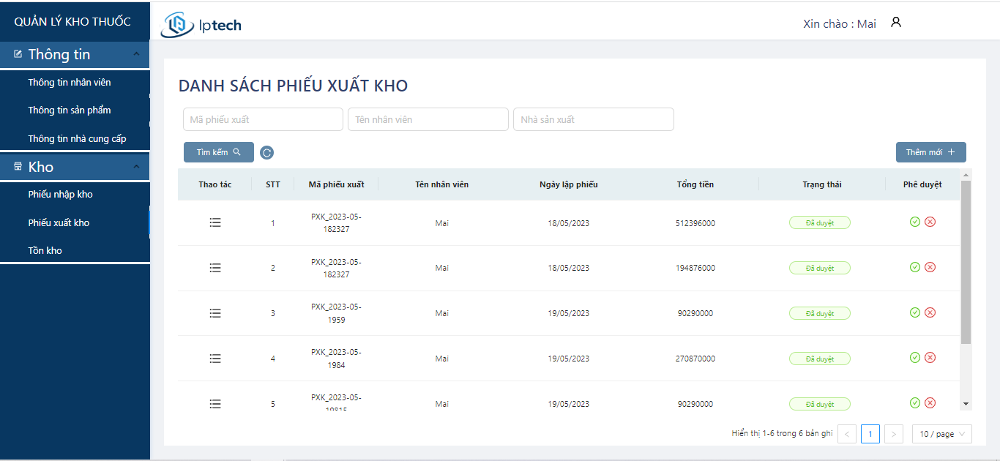 QUẢN LÝ KHO THUỐC
Thông tin
Thông tin nhân viên
Thông tin sản phẩm
Thông tin nhà cung cấp
Kho
Phiếu nhập kho
Phiếu xuất kho
Tồn kho
Iptech
Xin chào : Mai
DANH SÁCH PHIẾU XUẤT KHO
Mã phiếu xuất Tên nhân viên Nhà sản xuất
Tìm kếm Thêm mới +
Thao tác STT Mã phiếu xuất Tên nhân viên Ngày lập phiếu Tổng tiền Trạng thái Phê duyệt
1 PXK_2023-05-182327 Mai 18/05/2023 512396000 Đã duyệt
2 PXK_2023-05-182327 Mai 18/05/2023 194876000 Đã duyệt
3 PXK_2023-05-1959 Mai 19/05/2023 90290000 Đã duyệt
4 PXK_2023-05-1984 Mai 19/05/2023 270870000 Đã duyệt
5 PXK_2023-05-19815 Mai 19/05/2023 90290000 Đã duyệt
Hiển thị 1-6 trong 6 bản ghi < 1 > 10 / page